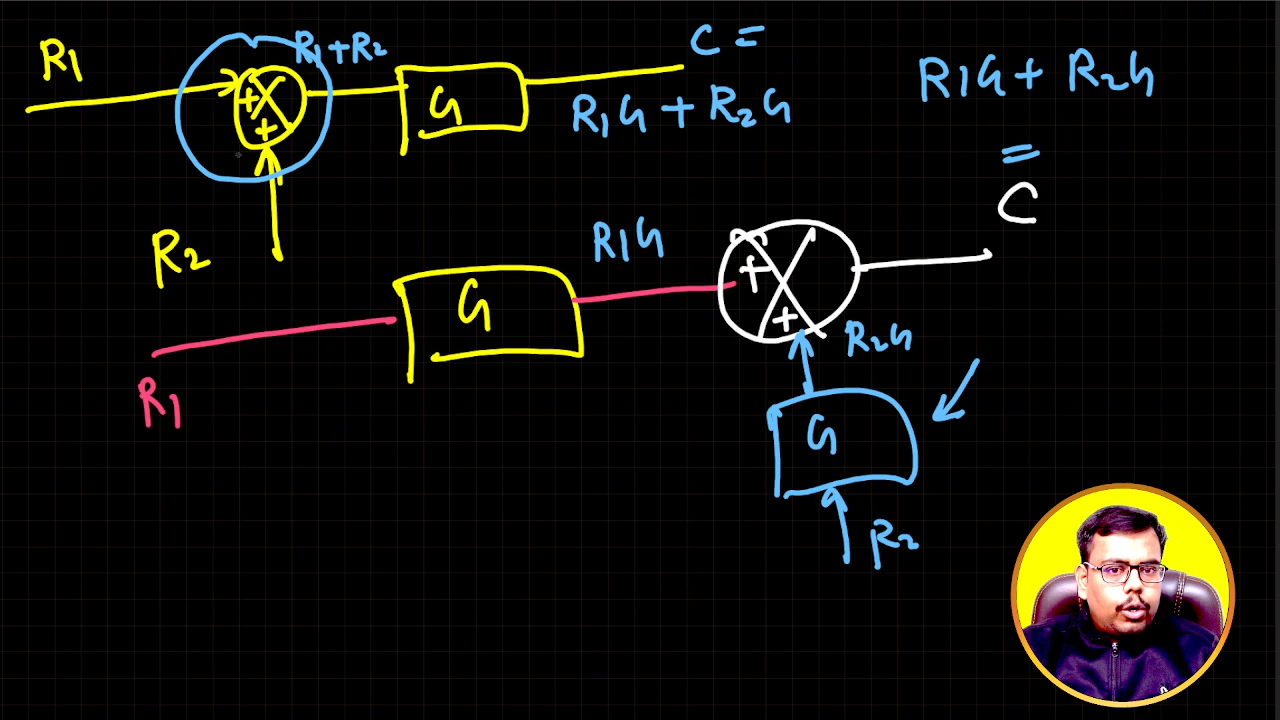 R1
R1+R2
C =
+
+
G
R1G + R2G
R1G + R2G
=
C
R2
G
R1G
+
+
R2G
R1
G
R2